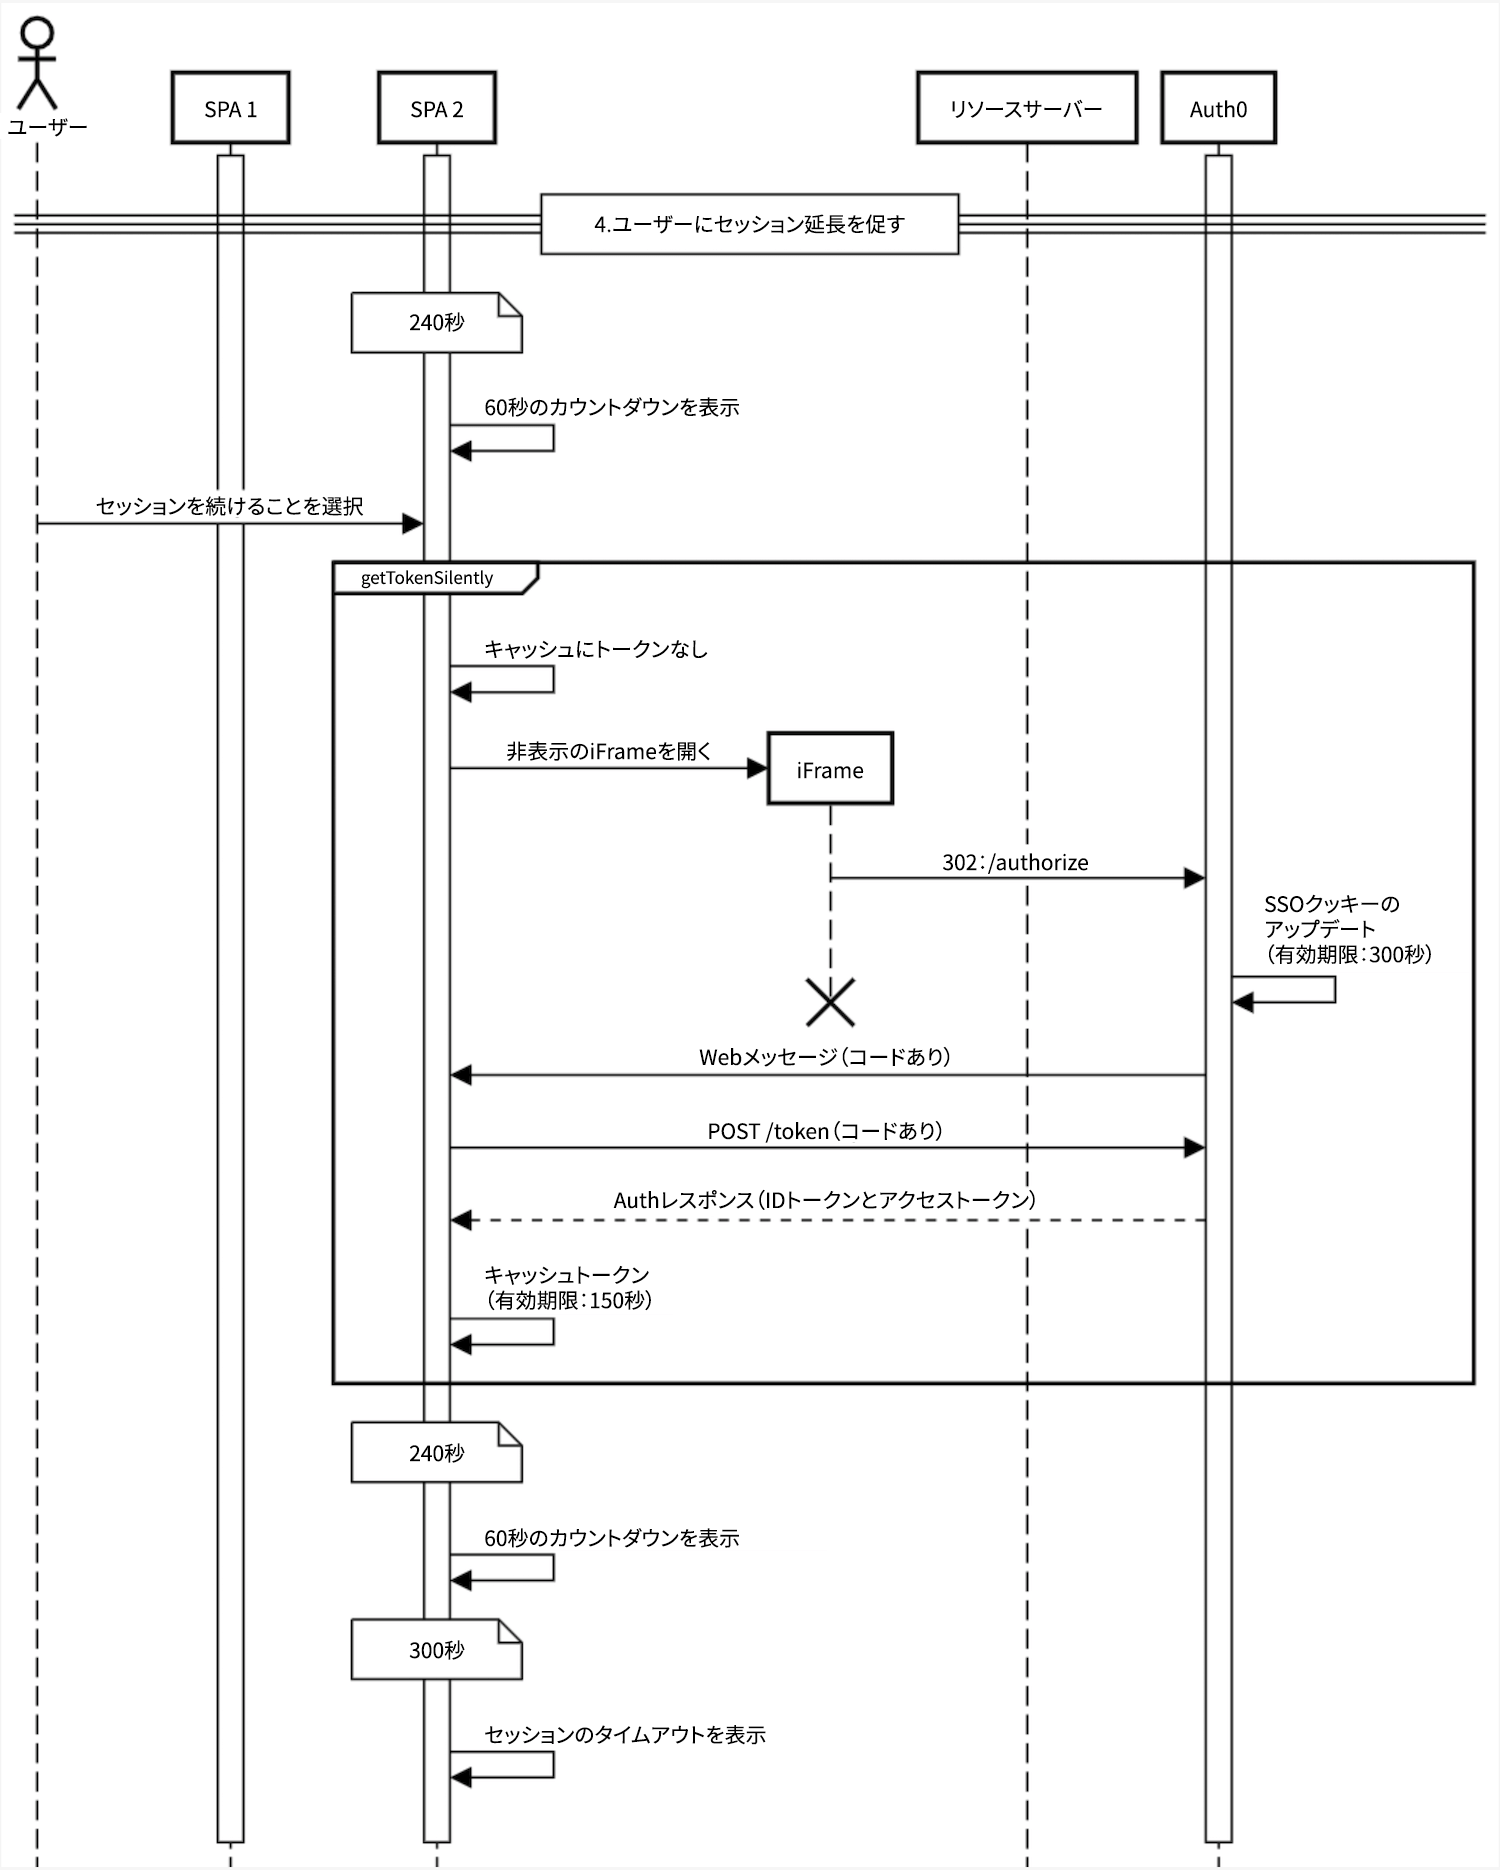 ユーザー
SPA 1
SPA 2
リソースサーバー
Auth0
4.ユーザーにセッション延長を促す
240秒
60秒のカウントダウンを表示
セッションを続けることを選択
getTokenSilently
キャッシュにトークンなし
非表示のiFrameを開く
iFrame
302:/authorize
SSOクッキーの
アップデート
(有効期限:300秒)
Webメッセージ(コードあり)
POST /token(コードあり)
Authレスポンス(IDトークンとアクセストークン)
キャッシュトークン
(有効期限:150秒)
240秒
60秒のカウントダウンを表示
300秒
セッションのタイムアウトを表示